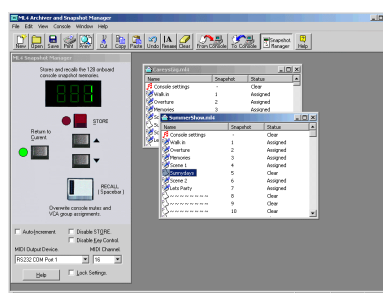 ML4 Archiver and Snapshot Manager
File Edit View Console Window Help
New Open Save Print Prev. Cut Copy Paste Undo Rename Clear From Console To Console Snapshot Manager Help
ML4 Snapshot Manager
Stores and recalls the 128 onboard
console snapshot memories.
STORE
Return to
Current.
RECALL
( Spacebar )
Overwrite console mutes and
VCA group assignments.
Auto-Increment. Disable STORE.
Disable Key Control.
MIDI Output Device: MIDI Channel:
RS232 COM Port 1 16
Help Lock Settings.
Name Snapshot Status
Console settings - Clear
Walk in 1 Assigned
Overture 2 Assigned
Memories 3 Assigned
SummerShow.ml4
Name Snapshot Status
Console settings - Clear
Walk in 1 Assigned
Overture 2 Assigned
Memories 3 Assigned
Scene 1 4 Assigned
Sunnydays 5 Clear
Scene 2 6 Assigned
Lets Party 7 Assigned
~~~~~~~~ 8 Clear
~~~~~~~~ 9 Clear
~~~~~~~~ 10 Clear